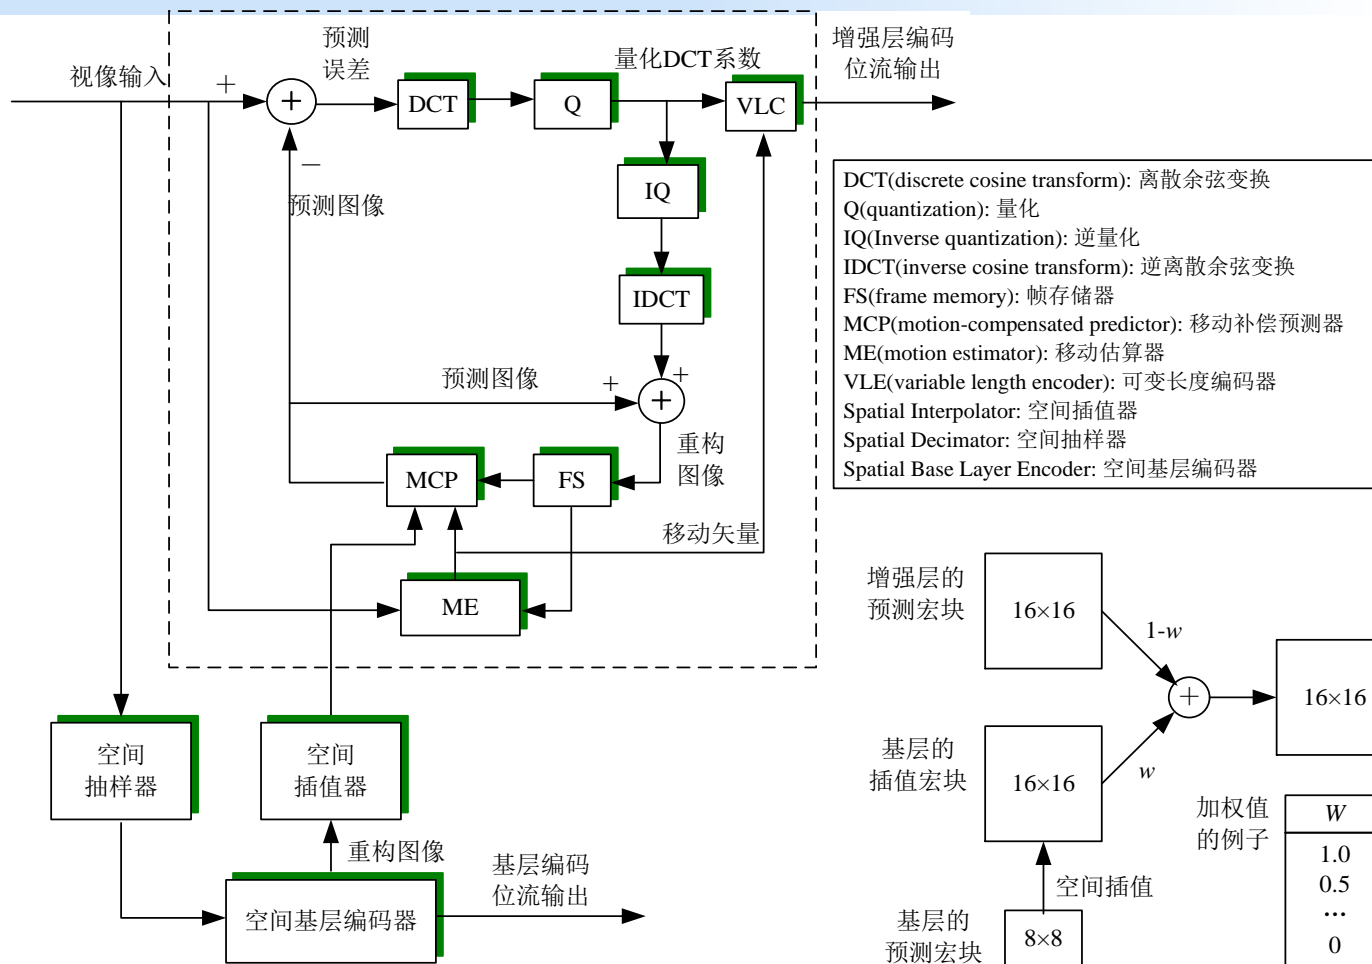 视像输入
+
+
预测
误差
DCT
Q
量化DCT系数
VLC
增强层编码
位流输出
—
预测图像
IQ
IDCT
预测图像
+
+
+
重构
图像
MCP
FS
移动矢量
ME
空间
抽样器
空间
插值器
重构图像
空间基层编码器
基层编码
位流输出
DCT(discrete cosine transform): 离散余弦变换
Q(quantization): 量化
IQ(Inverse quantization): 逆量化
IDCT(inverse cosine transform): 逆离散余弦变换
FS(frame memory): 帧存储器
MCP(motion-compensated predictor): 移动补偿预测器
ME(motion estimator): 移动估算器
VLE(variable length encoder): 可变长度编码器
Spatial Interpolator: 空间插值器
Spatial Decimator: 空间抽样器
Spatial Base Layer Encoder: 空间基层编码器
增强层的
预测宏块
16×16
1-w
+
16×16
基层的
插值宏块
16×16
w
空间插值
基层的
预测宏块
8×8
加权值
的例子
W
1.0
0.5
...
0